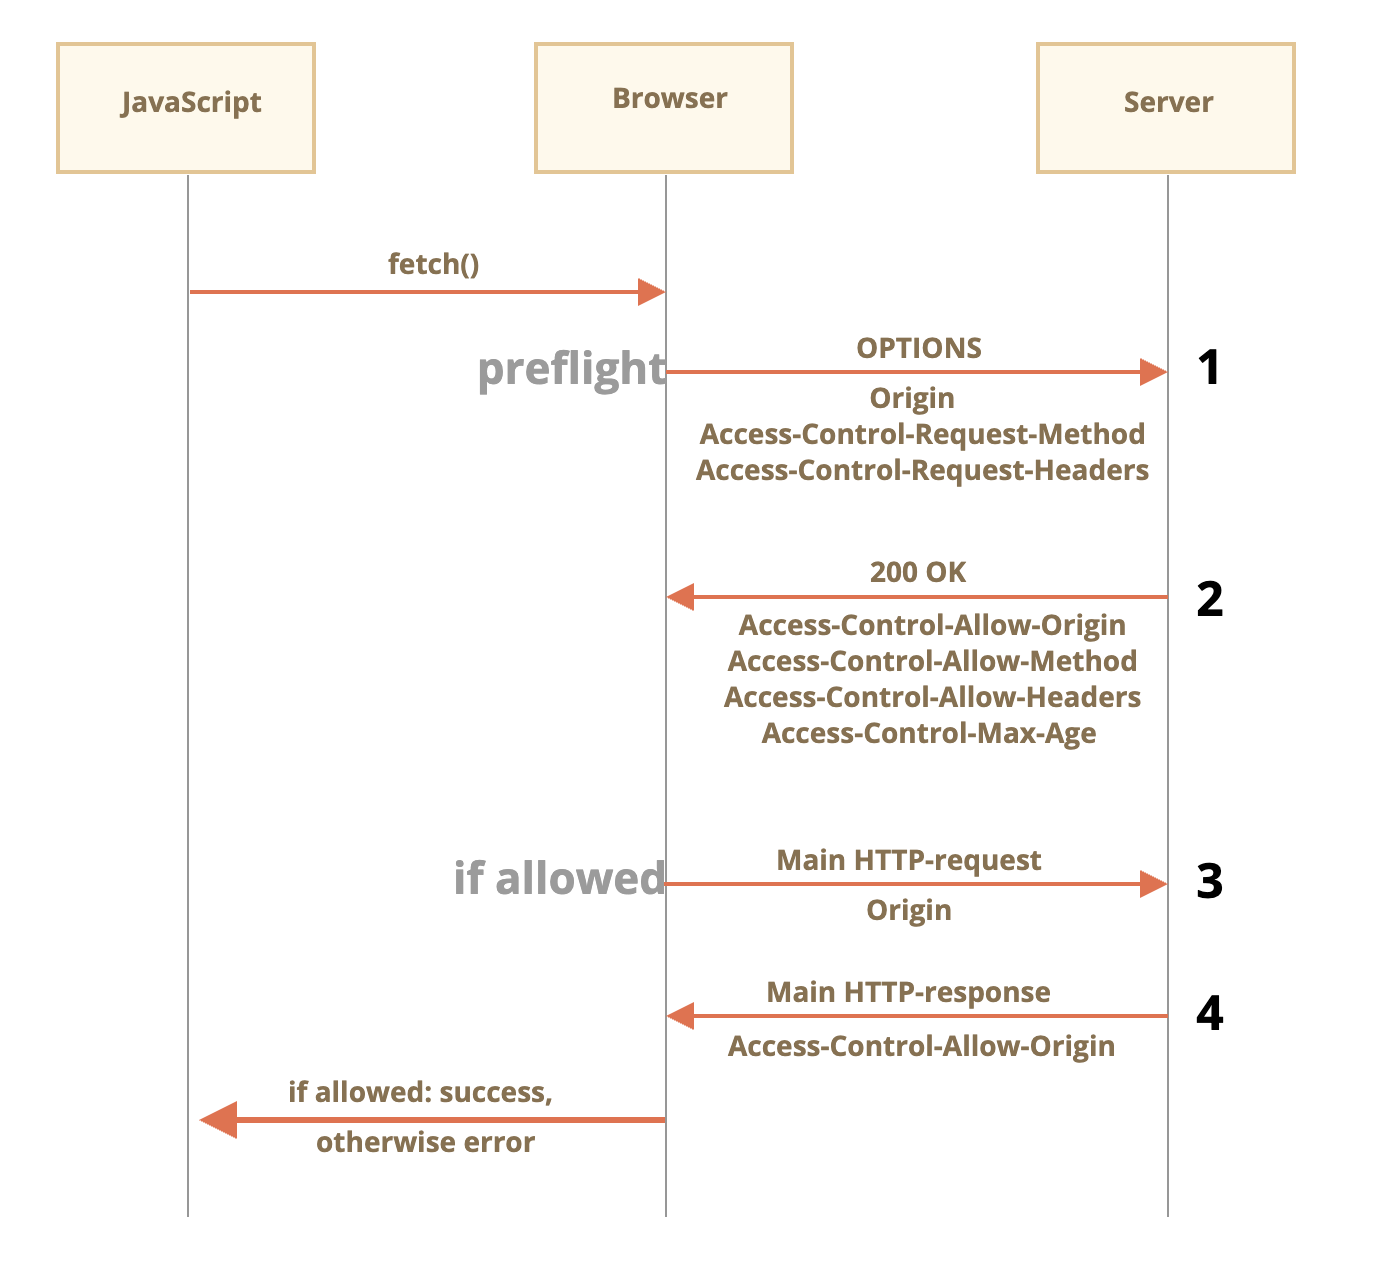 JavaScript
Browser
Server
fetch()
preflight
OPTIONS
1
Origin
Access-Control-Request-Method
Access-Control-Request-Headers
200 OK
2
Access-Control-Allow-Origin
Access-Control-Allow-Method
Access-Control-Allow-Headers
Access-Control-Max-Age
if allowed
Main HTTP-request
3
Origin
Main HTTP-response
4
Access-Control-Allow-Origin
if allowed: success,
otherwise error